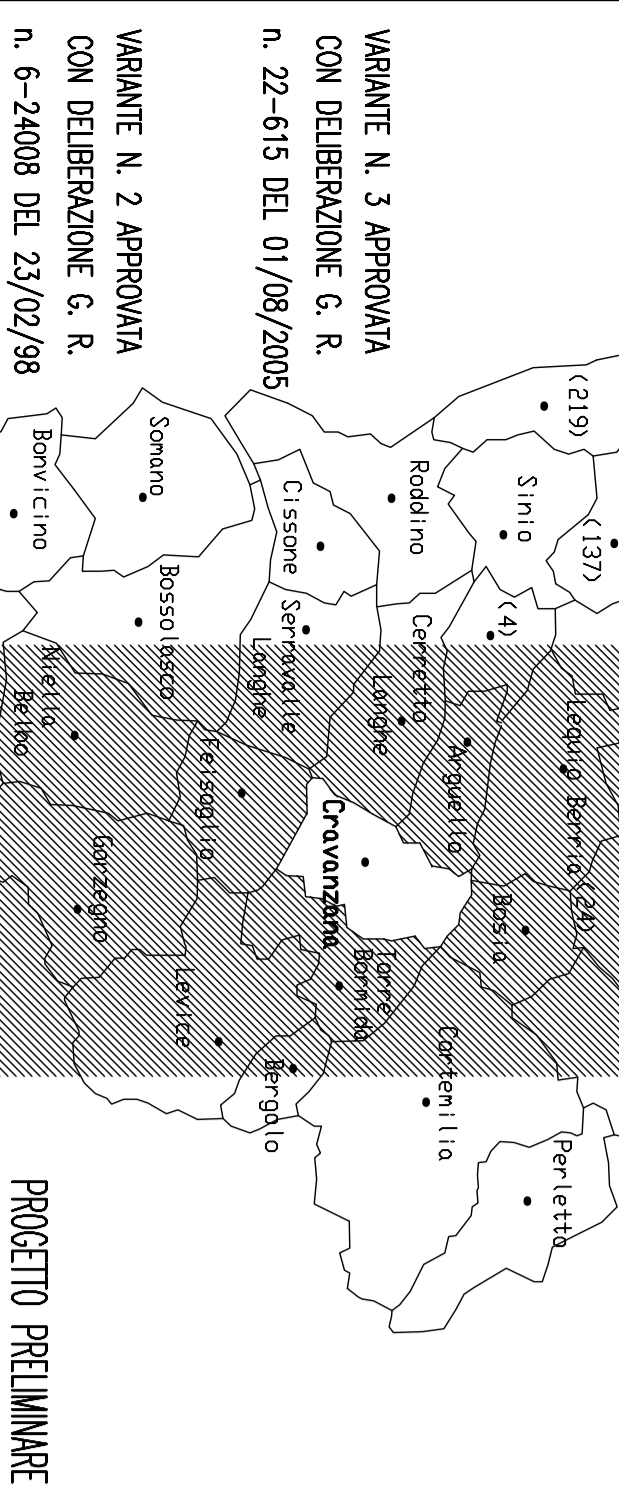 VARIANTE N. 3 APPROVATA
CON DELIBERAZIONE G. R.
n. 22-615 DEL 01/08/2005
VARIANTE N. 2 APPROVATA
CON DELIBERAZIONE G. R.
n. 6-24008 DEL 23/02/98
(219)
(137)
Sinio
(4)
Lequio Berria
(24)
Perletto
Roddino
Cerretto
Langhe
Arguello
Bosia
Cortemilia
Cissone
Serravalle
Langhe
Cravanzana
Torre
Bormida
Somano
Bossolasco
Feisoglio
Levice
Bergolo
Bonvicino
Niella
Belbo
Gorzegno
PROGETTO PRELIMINARE